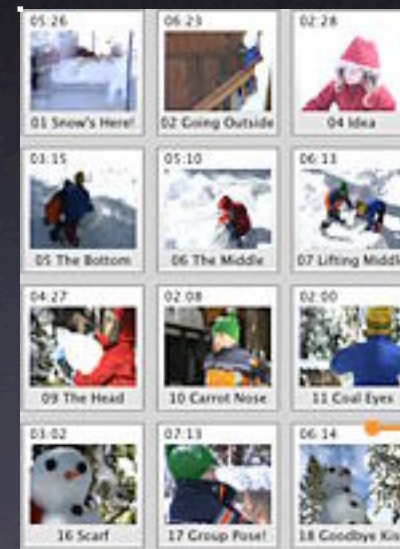 05:26 06:23 02:28
01 Snow's Here! 02 Going Outside 04 Idea
03:15 05:10 06:13
05 The Bottom 06 The Middle 07 Lifting Middle
04:27 02:08 02:00
09 The Head 10 Carrot Nose 11 Coal Eyes
03:02 07:13 06:14
16 Scarf 17 Group Pose! 18 Goodbye Kis